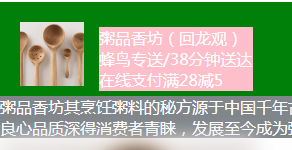 粥品香坊（回龙观）
蜂鸟专送/38分钟送达
在线支付满28减5
粥品香坊其烹饪粥料的秘方源于中国千年古
良心品质深得消费者青睐，发展至今成为